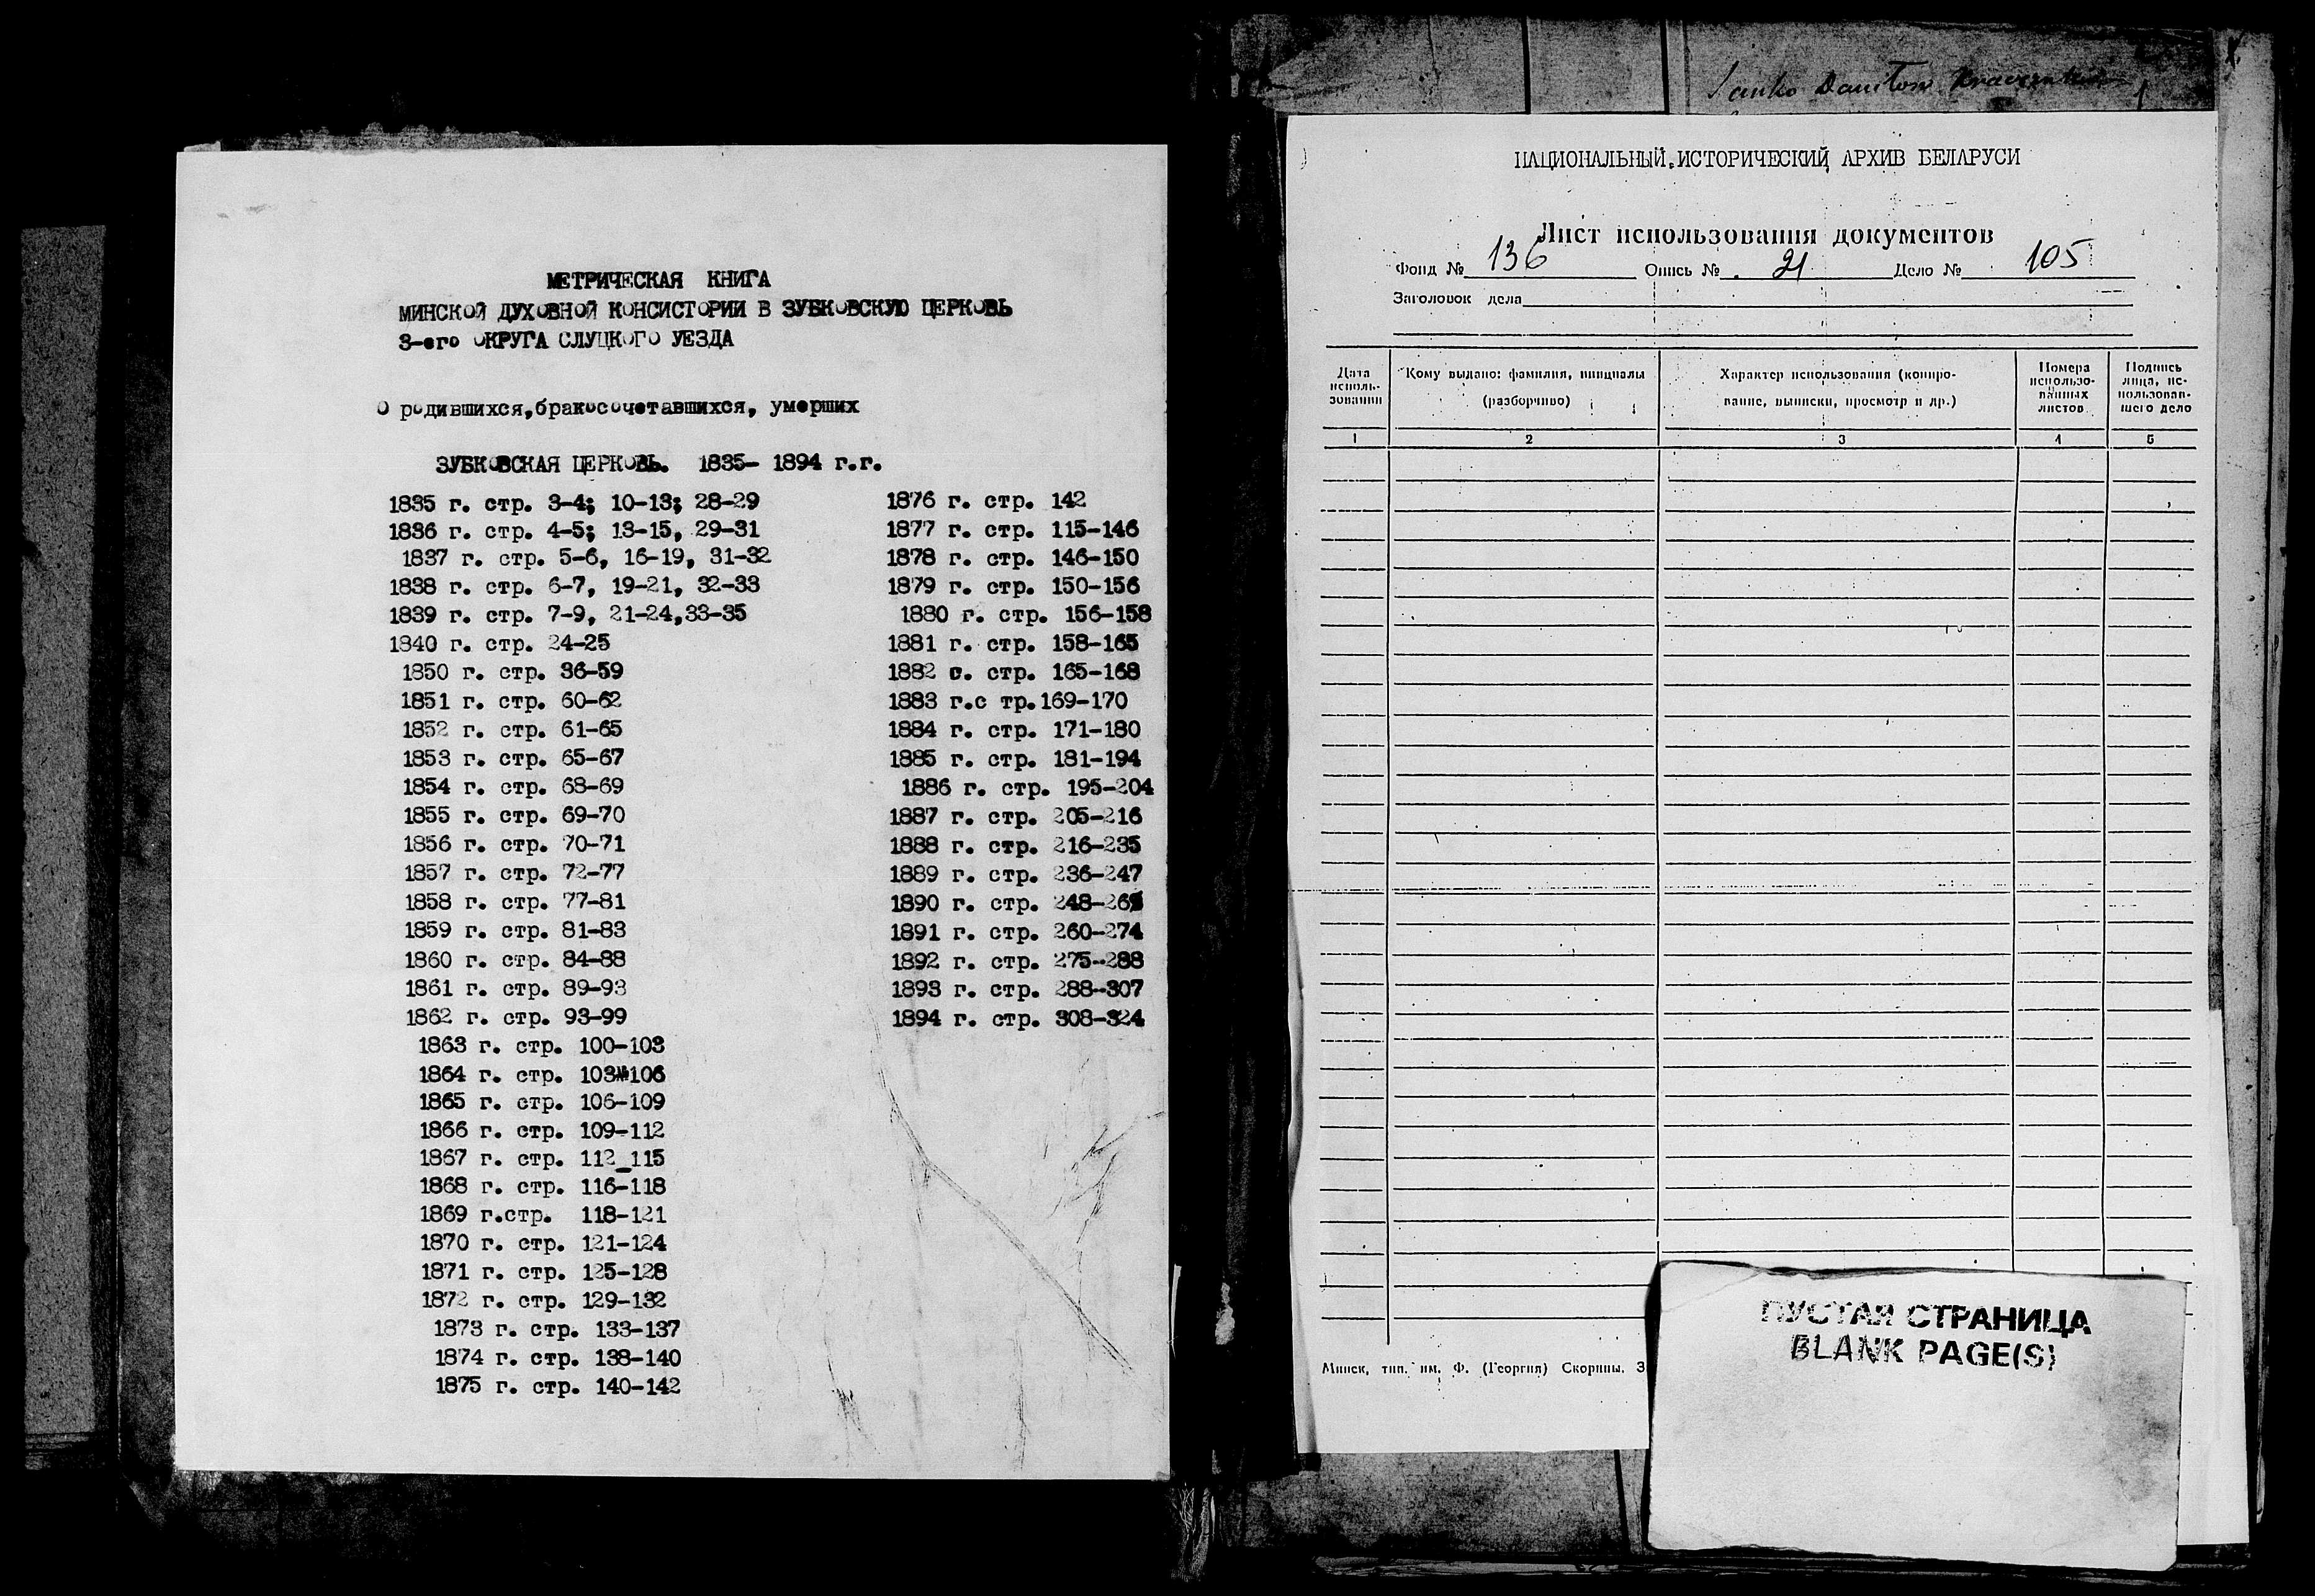 МЕТРИЧЕСКАЯ КНИГА
МИНСКОЙ ДУХОВНОЙ КОНСИСТОРИИ В ЗУБКОВСКУЮ ЦЕРКОВЬ
3-его ОКРУГА СЛУЦКОГО УЕЗДА
О родившихся,бракосочетавшихся, умерших
ЗУБКОВСКАЯ ЦЕРКОВЬ. 1835- 1894 г.г.
1835 г. стр. 3-4; 10-13; 28-29
1836 г. стр. 4-5; 13-15, 29-31
1837 г. стр. 5-6, 16-19, 31-32
1838 г. стр. 6-7, 19-21, 32-33
1839 г. стр. 7-9, 21-24,33-35
1840 г. стр. 24-25
1850 г. стр. 36-59
1851 г. стр. 60-62
1852 г. стр. 61-65
1853 г. стр. 65-67
1854 г. стр. 68-69
1855 г. стр. 69-70
1856 г. стр. 70-71
1857 г. стр. 72-77
1858 г. стр. 77-81
1859 г. стр. 81-83
1860 г. стр. 84-88
1861 г. стр. 89-93
1862 г. стр. 93-99
1863 г. стр. 100-103
1864 г. стр. 103-106
1865 г. стр. 106-109
1866 г. стр. 109-112
1867 г. стр. 112_115
1868 г. стр. 116-118
1869 г.стр. 118-121
1870 г. стр. 121-124
1871 г. стр. 125-128
1872 г. стр. 129-132
1873 г. стр. 133-137
1874 г. стр. 138-140
1875 г. стр. 140-142
1876 г. стр. 142
1877 г. стр. 115-146
1878 г. стр. 146-150
1879 г. стр. 150-156
1880 г. стр. 156-158
1881 г. стр. 158-165
1882 с. стр. 165-168
1883 г.с тр.169-170
1884 г. стр. 171-180
1885 г. стр. 181-194
1886 г. стр. 195-204
1887 г. стр. 205-216
1888 г. стр. 216-235
1889 г. стр. 236-247
1890 г. стр.
1891 г. стр. 260-274
1892 г. стр. 275-288
1893 г. стр. 288-307
1894 г. стр. 308-324
1
НАЦИОНАЛЬНЫЙ ИСТОРИЧЕСКИЙ АРХИВ БЕЛАРУСИ
Лист использования документов
Фонд № 136 Опись № 21 Дело № 105
Заголовок дела
Дата исполь-зования
Кому выдано: фамилия, инициалы (разборчиво)
Характер использования (копиро-вание, выписки, просмотр и др.)
Номера использо-ванных листов
Подпись лица, ис-пользовав-шего дело
1 2 3 4 5
Минск, тип. им. Ф. (Георгия) Скорины. З
ПУСТАЯ СТРАНИЦА
BLANK PAGE(S)